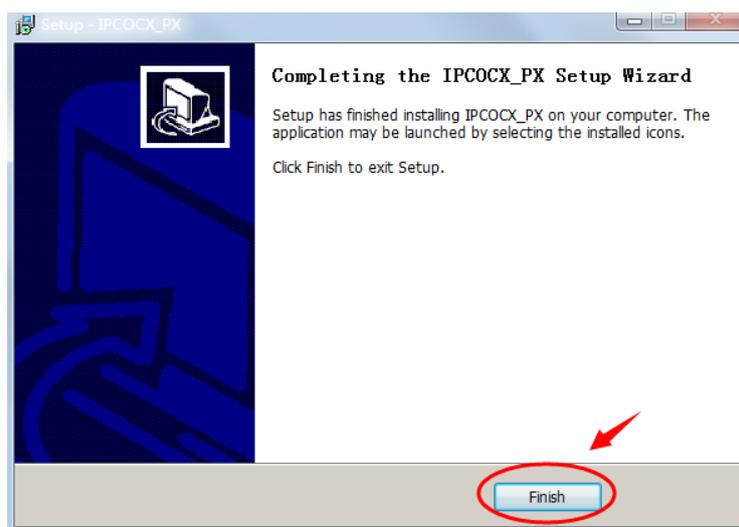 Setup - IPCOCX_PX
Completing the IPCOCX_PX Setup Wizard
Setup has finished installing IPCOCX_PX on your computer. The
application may be launched by selecting the installed icons.
Click Finish to exit Setup.
Finish